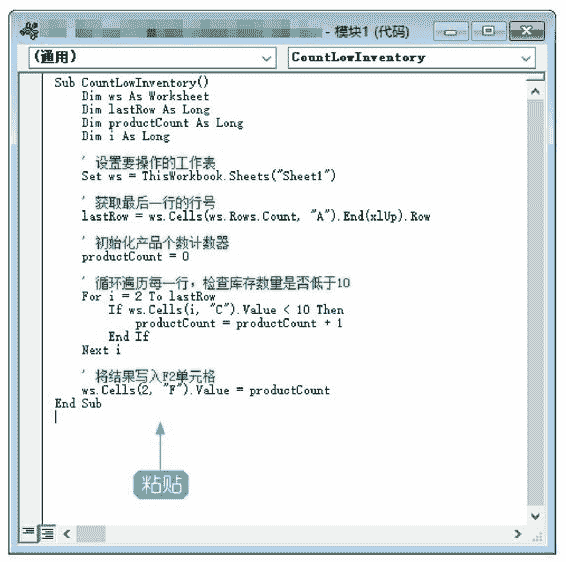 - 模块1 (代码)
(通用)
CountLowInventory
Sub CountLowInventory()
Dim ws As Worksheet
Dim lastRow As Long
Dim productCount As Long
Dim i As Long
' 设置要操作的工作表
Set ws = ThisWorkbook.Sheets("Sheet1")
' 获取最后一行的行号
lastRow = ws.Cells(ws.Rows.Count, "A").End(xlUp).Row
' 初始化产品个数计数器
productCount = 0
' 循环遍历每一行，检查库存数量是否低于10
For i = 2 To lastRow
If ws.Cells(i, "C").Value < 10 Then
productCount = productCount + 1
End If
Next i
' 将结果写入F2单元格
ws.Cells(2, "F").Value = productCount
End Sub
粘贴